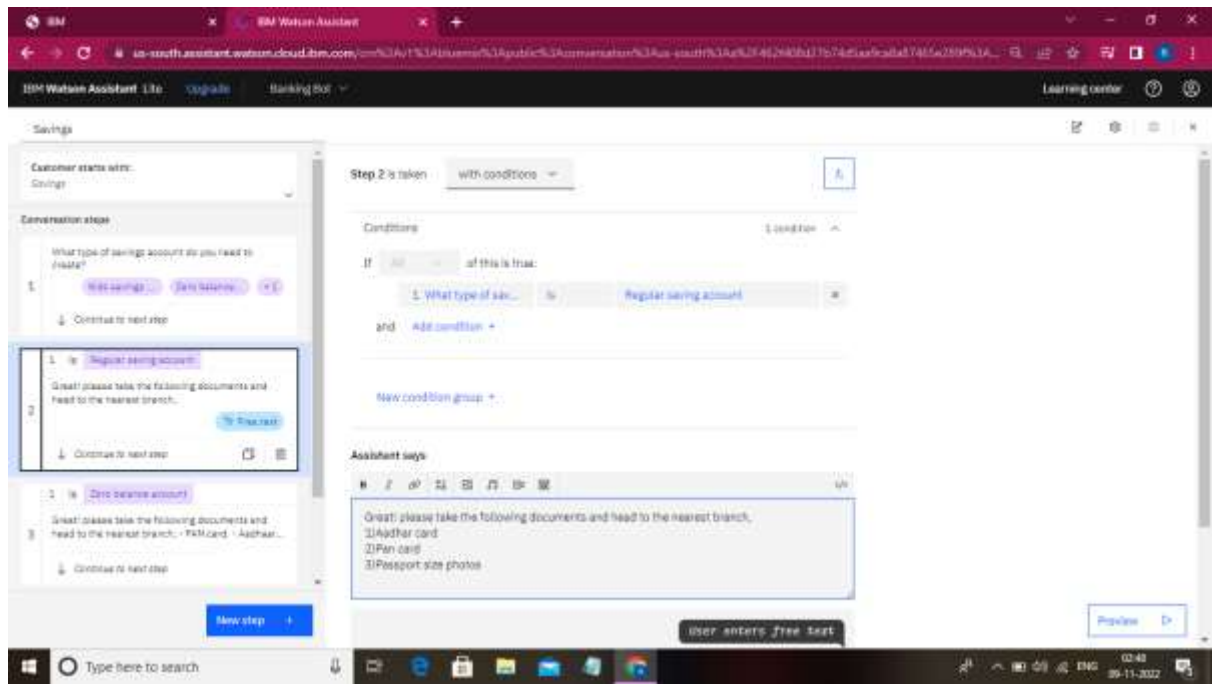 IBM
IBM Watson Assistant
IBM Watson Assistant Lite Upgrade Banking Bot
Learning center
Savings
Customer starts with:
Savings
Conversation steps
What type of savings account do you need to
create?
1
Kids savings ... Zero balance... +1
Continue to next step
1 is Regular saving account
2
Great! please take the following documents and
head to the nearest branch,
Free text
Continue to next step
1 is Zero balance account
3
Great! please take the following documents and
head to the nearest branch, - PAN card - Aadhaar...
Continue to next step
New step +
Step 2 is taken with conditions
fx
Conditions 1 condition
If All of this is true:
1. What type of sav... is Regular saving account
and Add condition +
New condition group +
Assistant says
B I
Great! please take the following documents and head to the nearest branch,
1)Aadhar card
2)Pan card
3)Passport size photos
User enters free text
Preview
Type here to search
ENG
02:40
09-11-2022